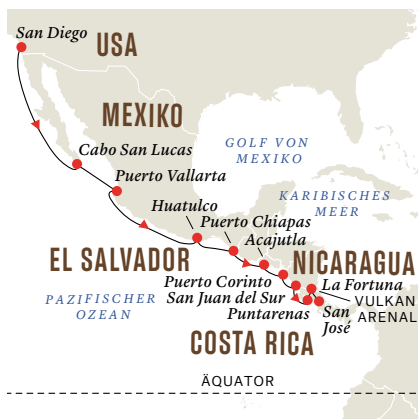 San Diego
USA
MEXIKO
GOLF VON
MEXIKO
Cabo San Lucas
Puerto Vallarta
KARIBISCHES
MEER
Huatulco
Puerto Chiapas
Acajutla
EL SALVADOR
NICARAGUA
Puerto Corinto
La Fortuna
PAZIFISCHER
OZEAN
San Juan del Sur
VULKAN
ARENAL
Puntarenas
San
José
COSTA RICA
ÄQUATOR